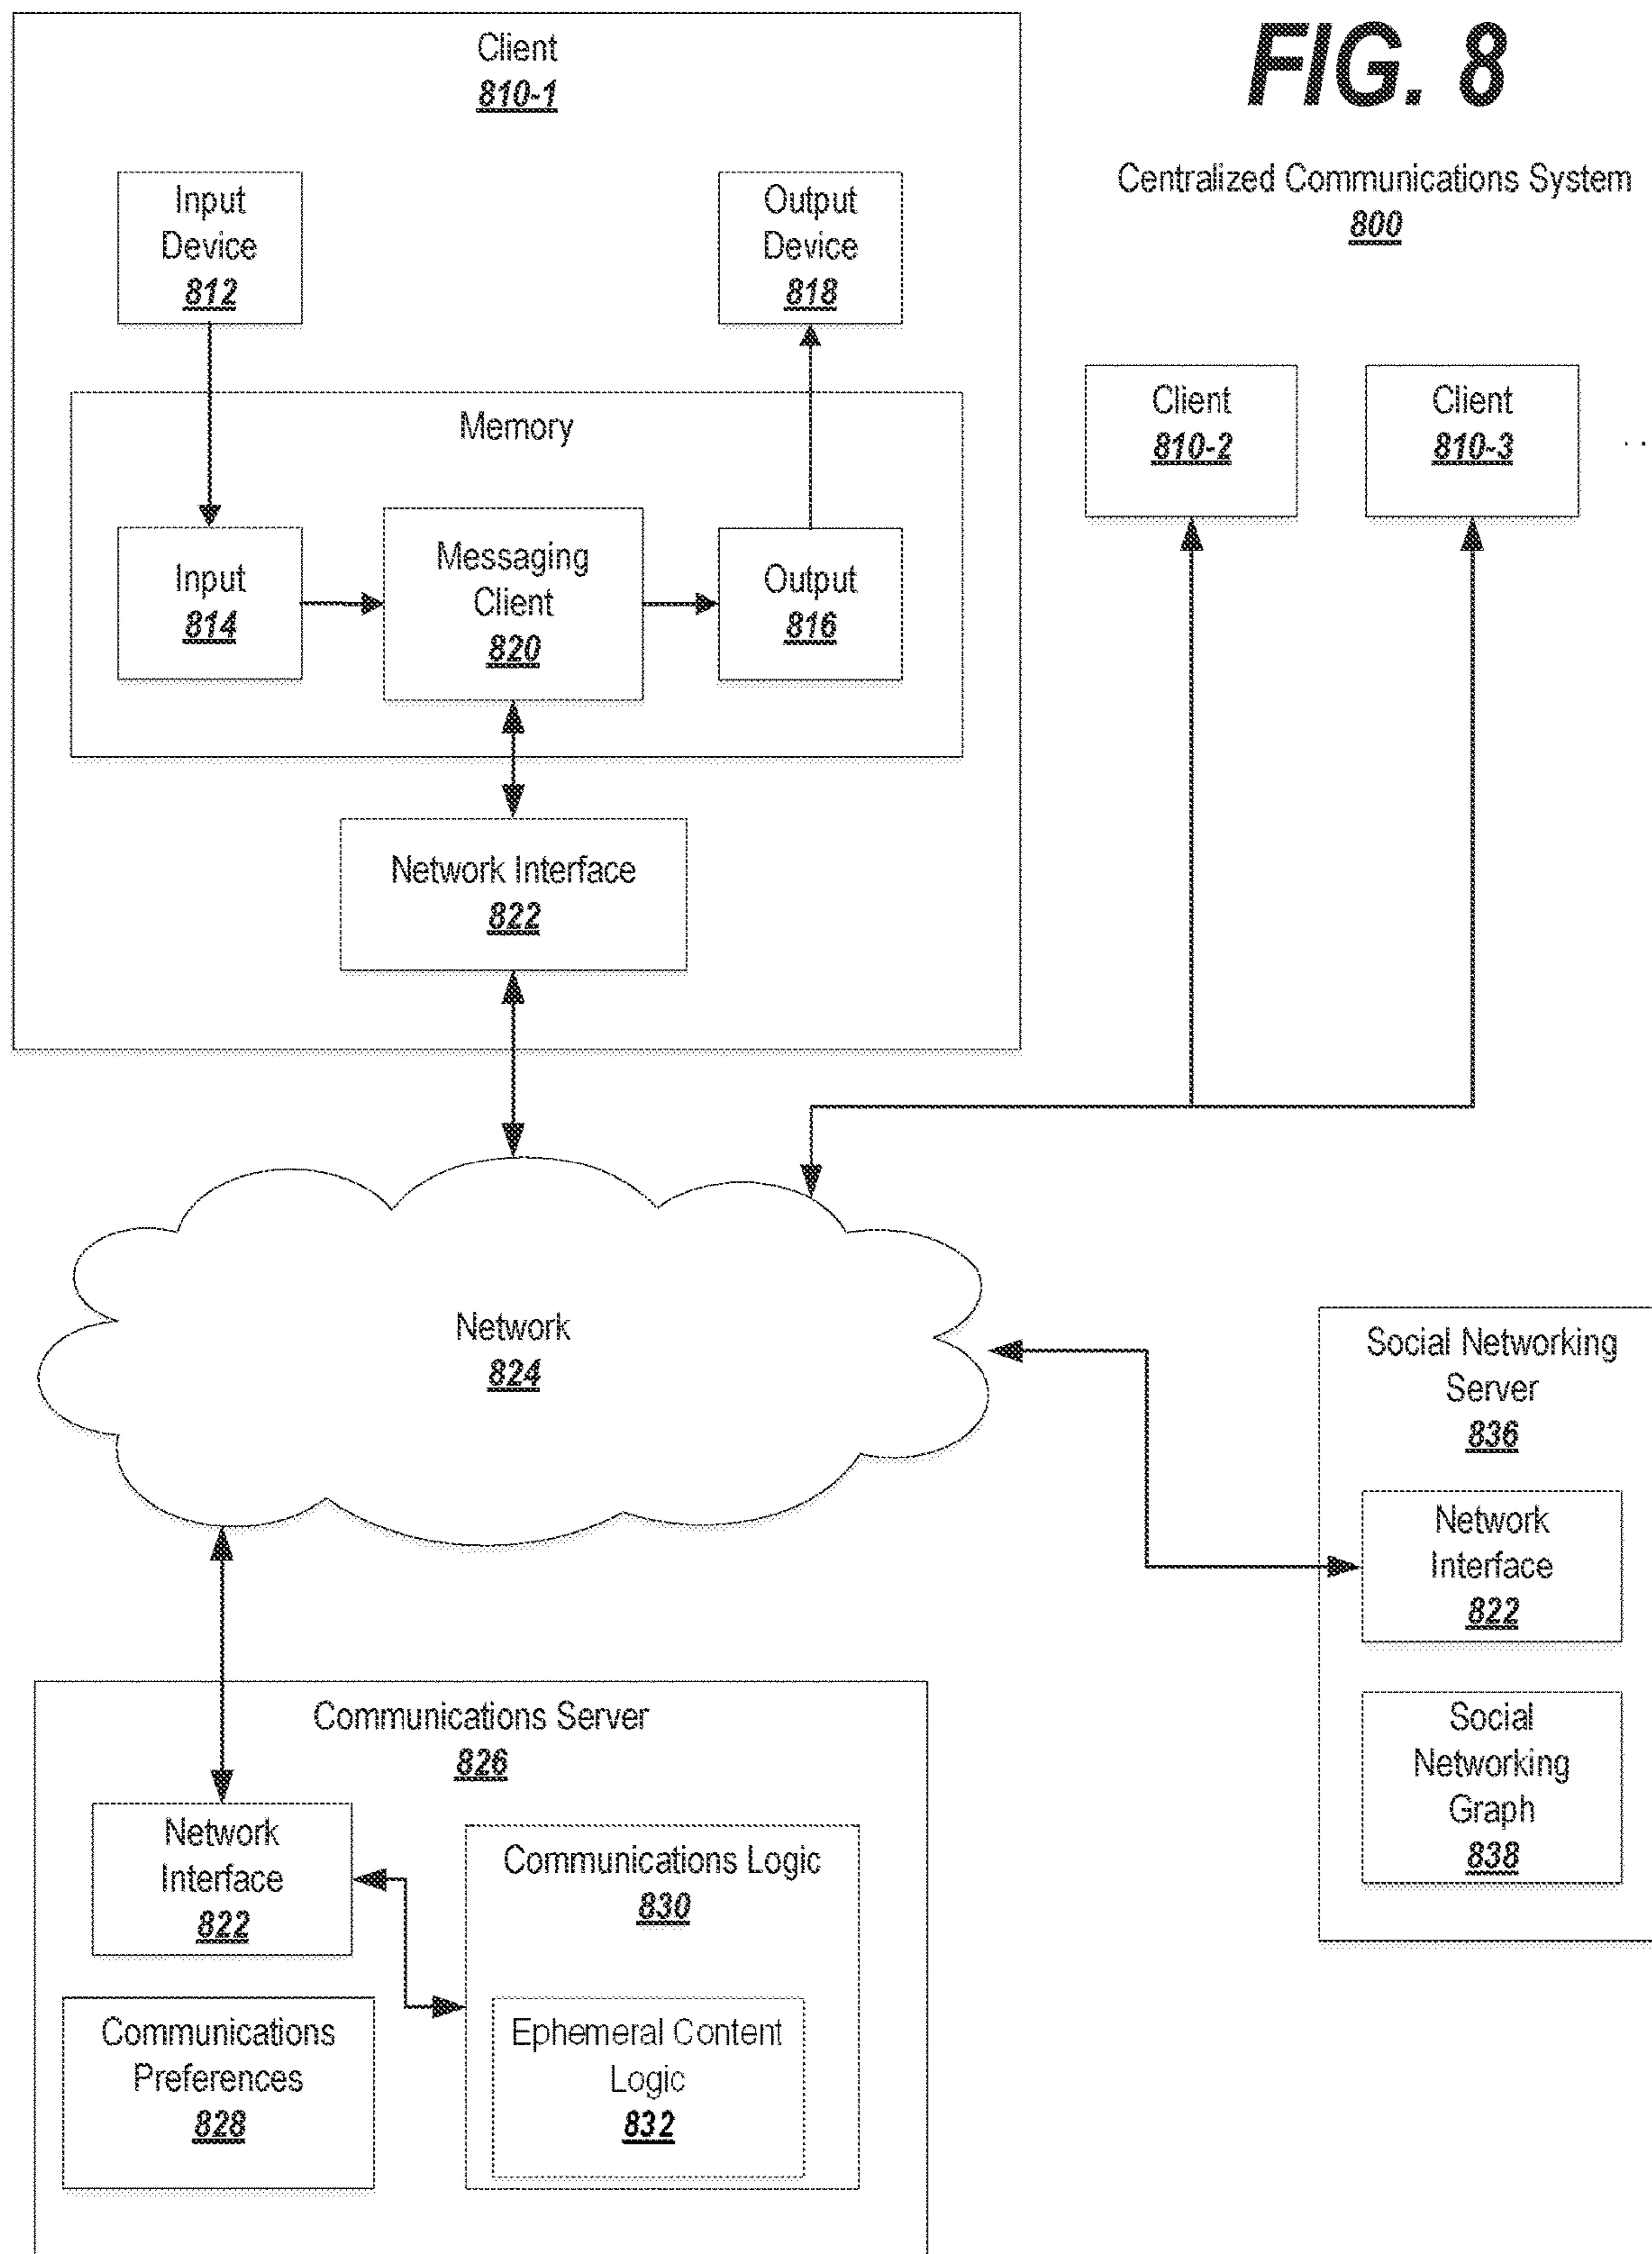 FIG. 8
Centralized Communications System
800
Client
810-1
Input
Device
812
Output
Device
818
Memory
Input
814
Messaging
Client
820
Output
816
Network Interface
822
Client
810-2
Client
810-3
. .
Network
824
Social Networking
Server
836
Network
Interface
822
Social
Networking
Graph
838
Communications Server
826
Network
Interface
822
Communications Logic
830
Communications
Preferences
828
Ephemeral Content
Logic
832